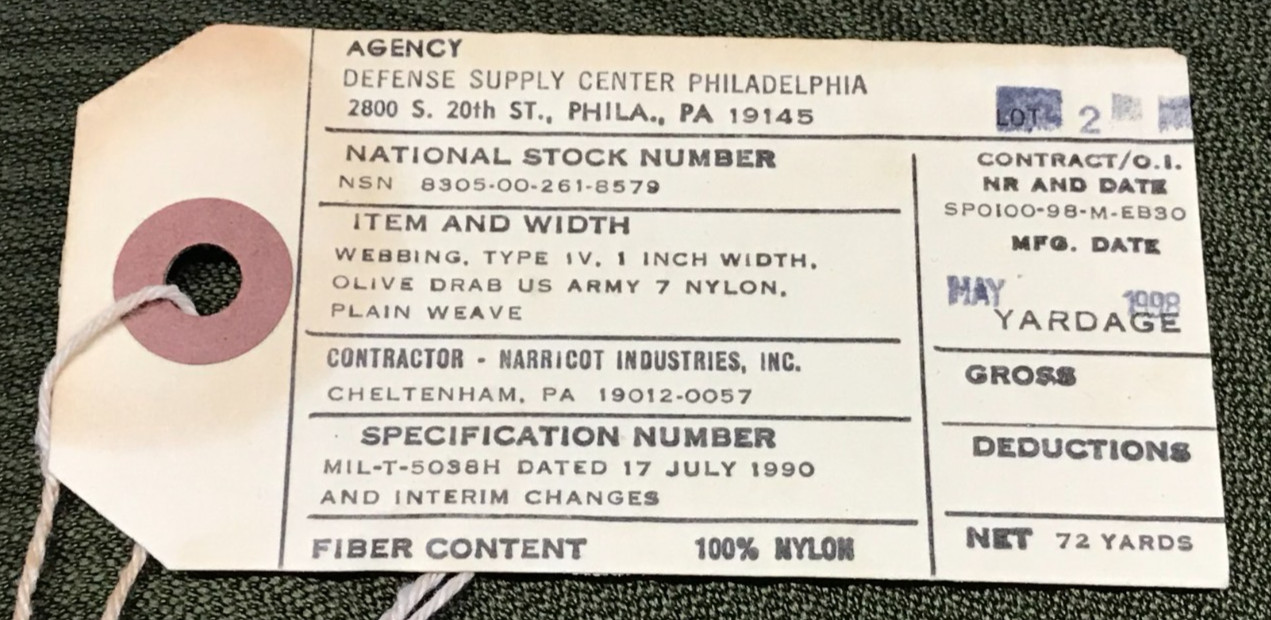 AGENCY
DEFENSE SUPPLY CENTER PHILADELPHIA
2800 S. 20th ST., PHILA., PA 19145
LOT 2
NATIONAL STOCK NUMBER
NSN 8305-00-261-8579
ITEM AND WIDTH
WEBBING, TYPE IV, 1 INCH WIDTH,
OLIVE DRAB US ARMY 7 NYLON,
PLAIN WEAVE
CONTRACTOR - NARRICOT INDUSTRIES, INC.
CHELTENHAM, PA 19012-0057
SPECIFICATION NUMBER
MIL-T-5038H DATED 17 JULY 1990
AND INTERIM CHANGES
FIBER CONTENT 100% NYLON
CONTRACT/O.I.
NR AND DATE
SP0100-98-M-EB30
MFG. DATE
MAY 1998
YARDAGE
GROSS
DEDUCTIONS
NET 72 YARDS